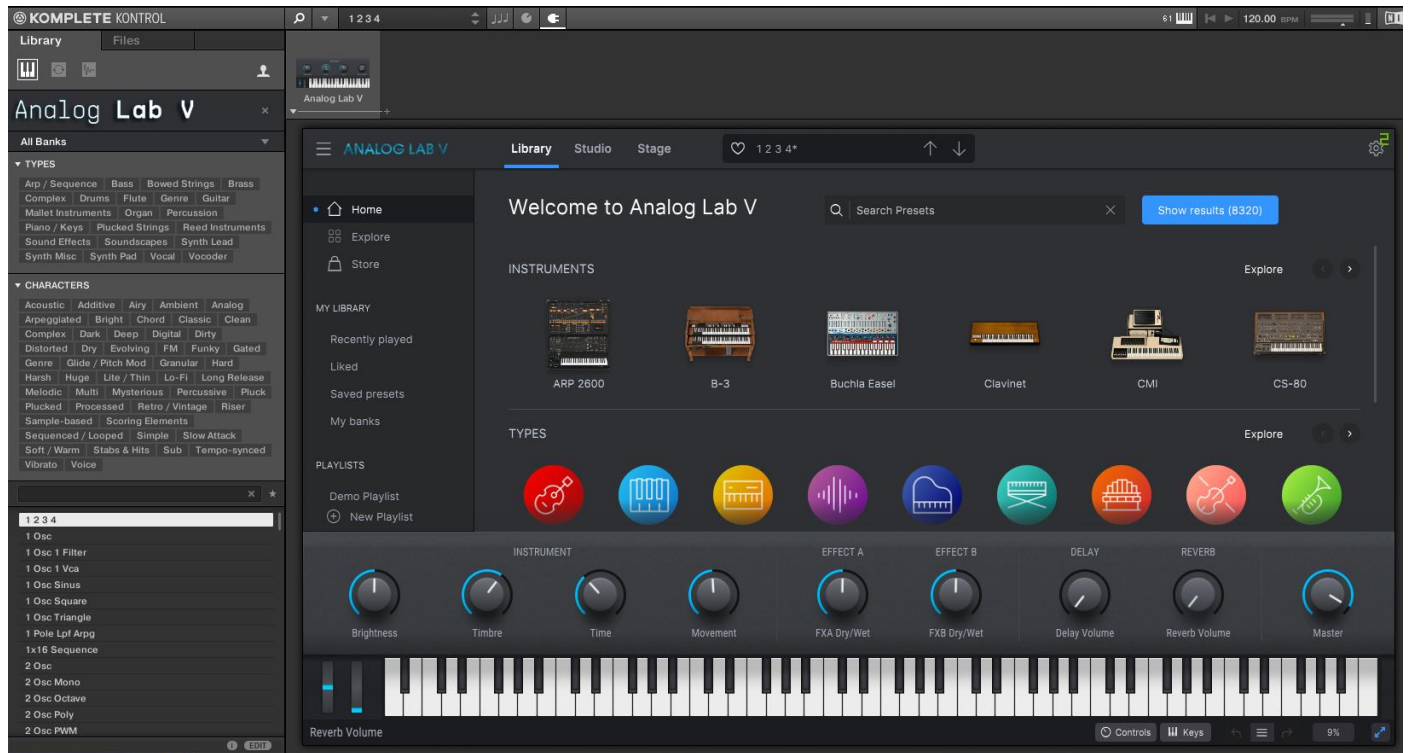 KOMPLETE KONTROL
1 2 3 4
61
120.00 BPM
Library Files
Analog Lab V
All Banks
TYPES
Arp / Sequence Bass Bowed Strings Brass
Complex Drums Flute Genre Guitar
Mallet Instruments Organ Percussion
Piano / Keys Plucked Strings Reed Instruments
Sound Effects Soundscapes Synth Lead
Synth Misc Synth Pad Vocal Vocoder
CHARACTERS
Acoustic Additive Airy Ambient Analog
Arpeggiated Bright Chord Classic Clean
Complex Dark Deep Digital Dirty
Distorted Dry Evolving FM Funky Gated
Genre Glide / Pitch Mod Granular Hard
Harsh Huge Lite / Thin Lo-Fi Long Release
Melodic Multi Mysterious Percussive Pluck
Plucked Processed Retro / Vintage Riser
Sample-based Scoring Elements
Sequenced / Looped Simple Slow Attack
Soft / Warm Stabs & Hits Sub Tempo-synced
Vibrato Voice
1 2 3 4
1 Osc
1 Osc 1 Filter
1 Osc 1 Vca
1 Osc Sinus
1 Osc Square
1 Osc Triangle
1 Pole Lpf Arpg
1x16 Sequence
2 Osc
2 Osc Mono
2 Osc Octave
2 Osc Poly
2 Osc PWM
EDIT
Analog Lab V
ANALOG LAB V
Library Studio Stage
1 2 3 4*
2
Home
Explore
Store
MY LIBRARY
Recently played
Liked
Saved presets
My banks
PLAYLISTS
Demo Playlist
New Playlist
Welcome to Analog Lab V
Search Presets
Show results (8320)
INSTRUMENTS Explore
ARP 2600 B-3 Buchla Easel Clavinet CMI CS-80
TYPES Explore
INSTRUMENT EFFECT A EFFECT B DELAY REVERB
Brightness Timbre Time Movement FXA Dry/Wet FXB Dry/Wet Delay Volume Reverb Volume Master
Reverb Volume
Controls Keys 9%